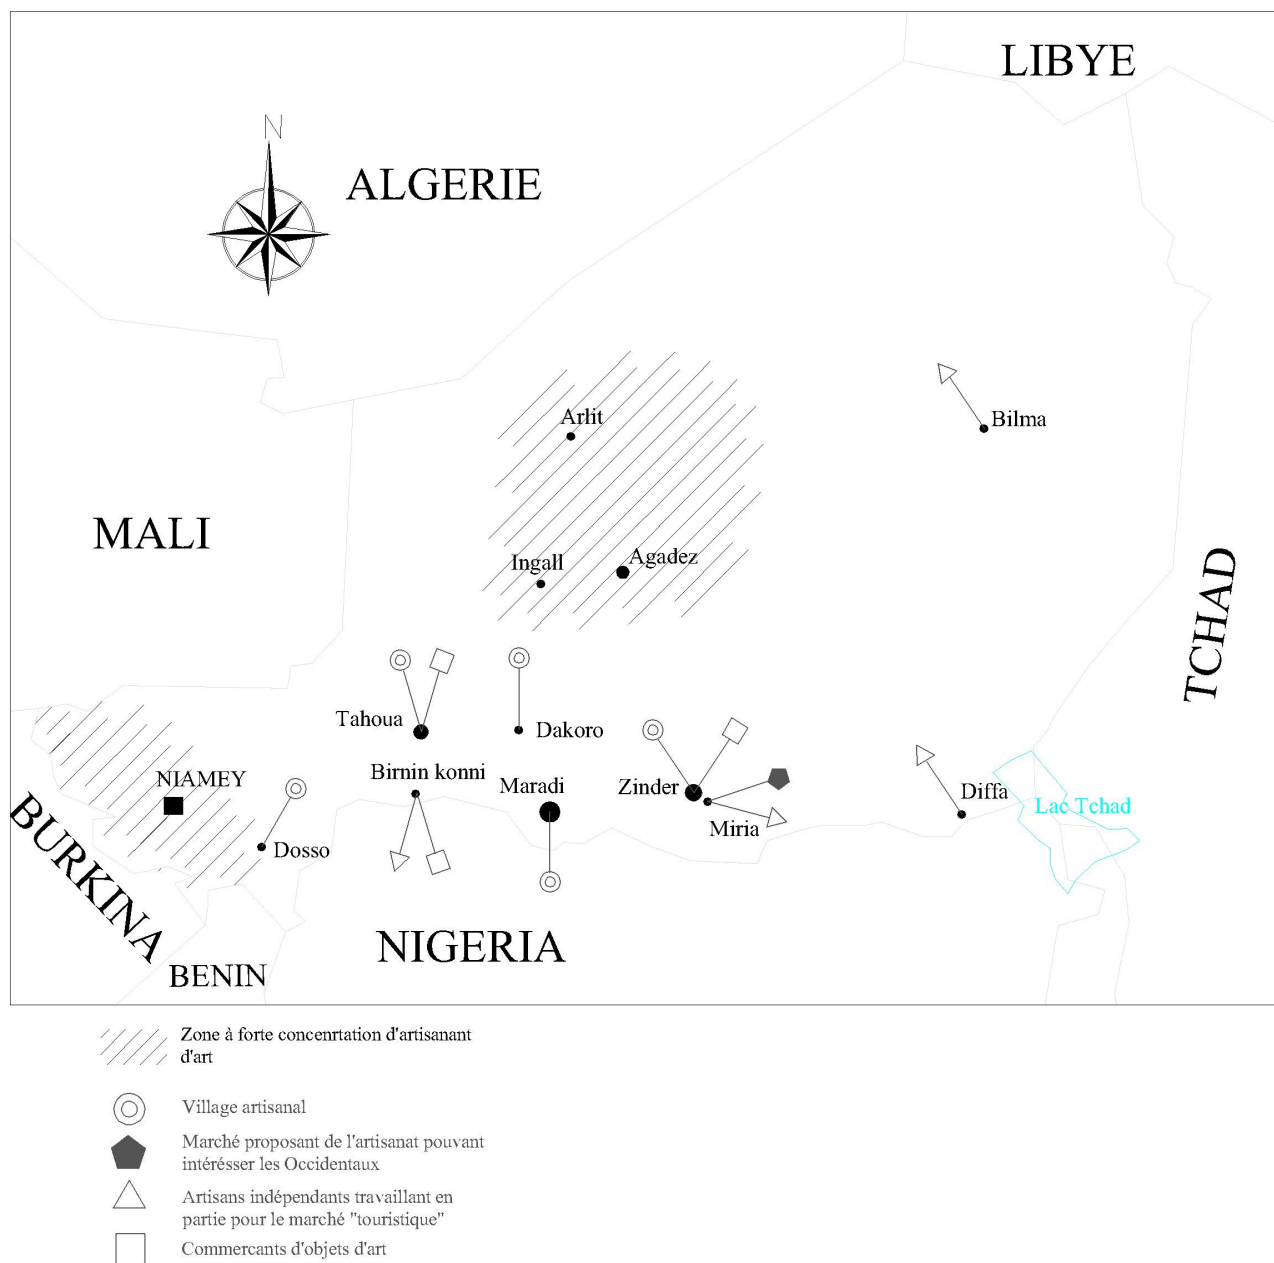 LIBYE
N
ALGERIE
Arlit
Bilma
MALI
Ingall
Agadez
TCHAD
Tahoua
Dakoro
Birnin konni
NIAMEY
Maradi
Zinder
Diffa
Lac Tchad
Miria
BURKINA
Dosso
NIGERIA
BENIN
Zone à forte concenrtation d'artisanant
d'art
Village artisanal
Marché proposant de l'artisanat pouvant
intérésser les Occidentaux
Artisans indépendants travaillant en
partie pour le marché "touristique"
Commercants d'objets d'art